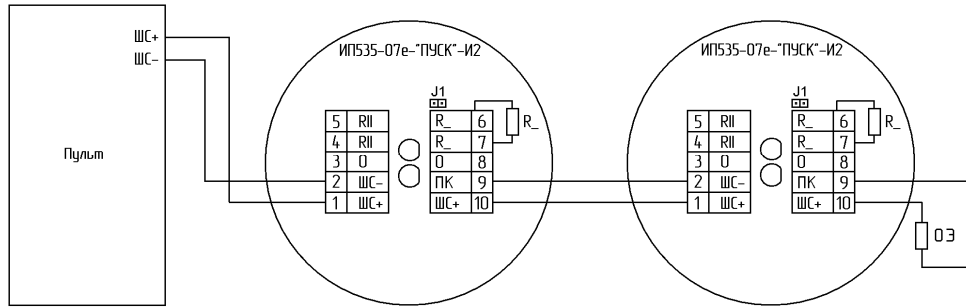 ШС+
ШС-
Пульт
ИП535-07е-"ПУСК"-И2
J1
5 RII
4 RII
3 0
2 ШС-
1 ШС+
R_ 6
R_ 7
0 8
ПК 9
ШС+ 10
R_
ИП535-07е-"ПУСК"-И2
J1
5 RII
4 RII
3 0
2 ШС-
1 ШС+
R_ 6
R_ 7
0 8
ПК 9
ШС+ 10
R_
ОЭ